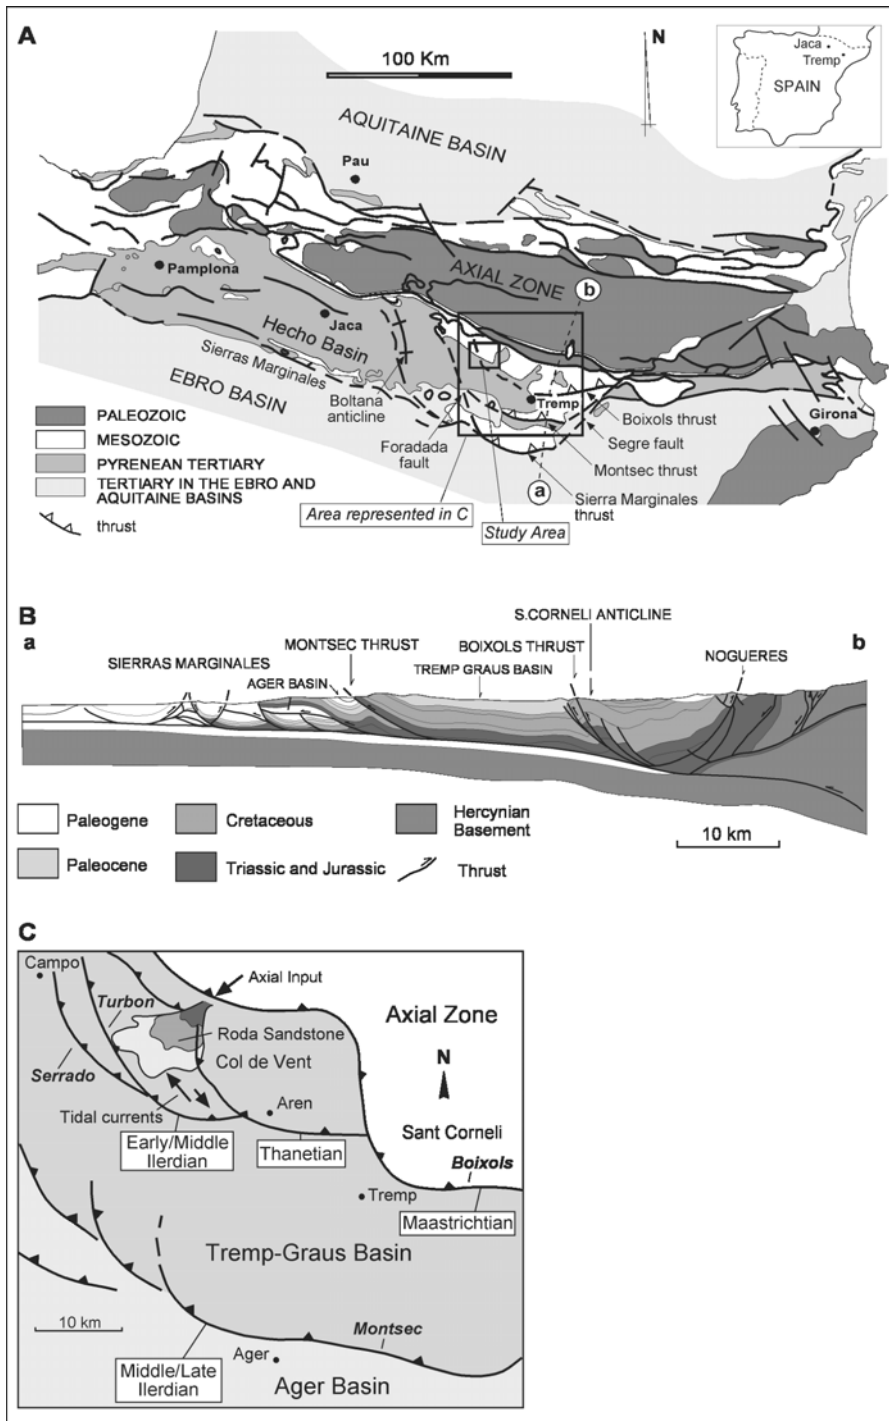 A
100 Km
N
Jaca
Tremp
SPAIN
AQUITAINE BASIN
Pau
AXIAL ZONE
b
Pamplona
Jaca
Hecho Basin
Sierras Marginales
EBRO BASIN
Boltana
anticline
Tremp
Boixols thrust
Girona
Foradada
fault
Segre fault
Montsec thrust
a
Sierra Marginales
thrust
PALEOZOIC
MESOZOIC
PYRENEAN TERTIARY
TERTIARY IN THE EBRO AND
AQUITAINE BASINS
thrust
Area represented in C
Study Area
B
S.CORNELI ANTICLINE
a
MONTSEC THRUST
BOIXOLS THRUST
b
SIERRAS MARGINALES
TREMP GRAUS BASIN
NOGUERES
AGER BASIN
Paleogene
Cretaceous
Hercynian
Basement
10 km
Paleocene
Triassic and Jurassic
Thrust
C
Campo
Axial Input
Turbon
Axial Zone
Roda Sandstone
Col de Vent
N
Serrado
Tidal currents
Aren
Early/Middle
Ilerdian
Thanetian
Sant Corneli
Boixols
Tremp
Maastrichtian
Tremp-Graus Basin
10 km
Montsec
Ager
Middle/Late
Ilerdian
Ager Basin